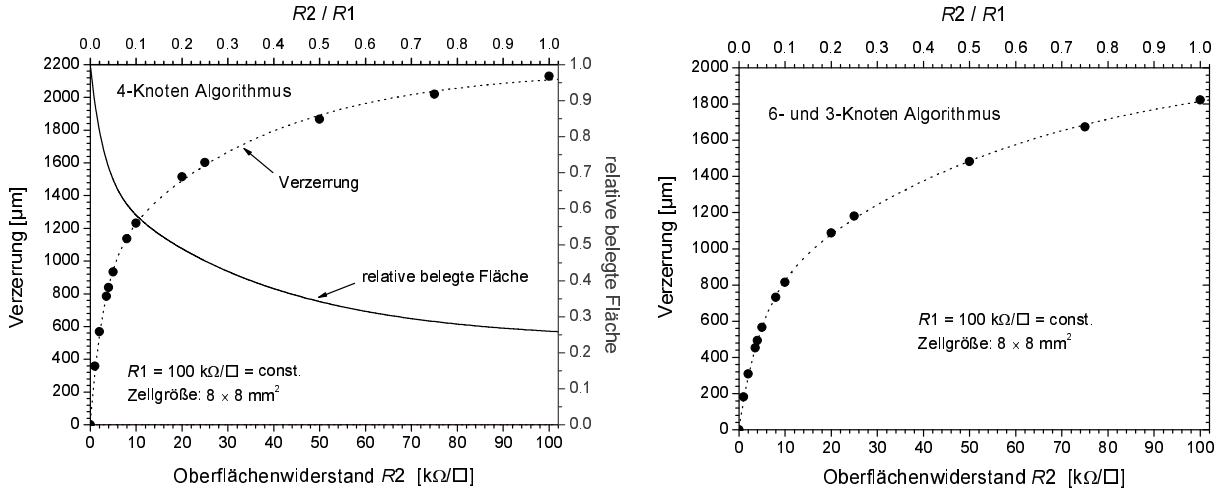 R2 / R1
0.0 0.1 0.2 0.3 0.4 0.5 0.6 0.7 0.8 0.9 1.0
2200
2000
1800
1600
1400
1200
1000
800
600
400
200
0
Verzerrung [µm]
4-Knoten Algorithmus
Verzerrung
relative belegte Fläche
R1 = 100 kΩ/□ = const.
Zellgröße: 8 × 8 mm²
1.0
0.9
0.8
0.7
0.6
0.5
0.4
0.3
0.2
0.1
0.0
relative belegte Fläche
0 10 20 30 40 50 60 70 80 90 100
Oberflächenwiderstand R2 [kΩ/□]
R2 / R1
0.0 0.1 0.2 0.3 0.4 0.5 0.6 0.7 0.8 0.9 1.0
2000
1800
1600
1400
1200
1000
800
600
400
200
0
Verzerrung [µm]
6- und 3-Knoten Algorithmus
R1 = 100 kΩ/□ = const.
Zellgröße: 8 × 8 mm²
0 10 20 30 40 50 60 70 80 90 100
Oberflächenwiderstand R2 [kΩ/□]